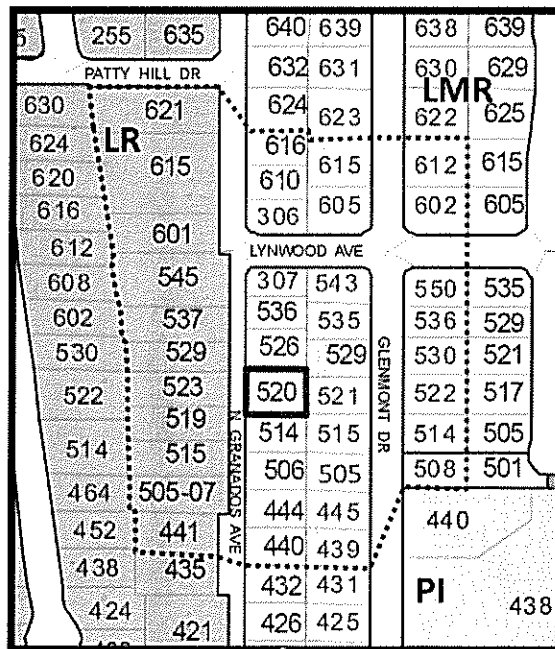 5 255 635 640 639 638 639
PATTY HILL DR 632 631 630 629
LMR
630 621 624 623 622 625
LR
624 615 616 615 612 615
620 610
616 306 605 602 605
612 601
LYNWOOD AVE
608 545 307 543 550 535
602 537 536 535 536 529
530 529 526 529 530 521
GLENMONT DR
522 523 520 521 522 517
519
N GRANADOS AVE
514 515 514 515 514 505
464 505-07 506 505 508 501
452 441 444 445 440
438 435 440 439
432 431 PI 438
424 421 426 425